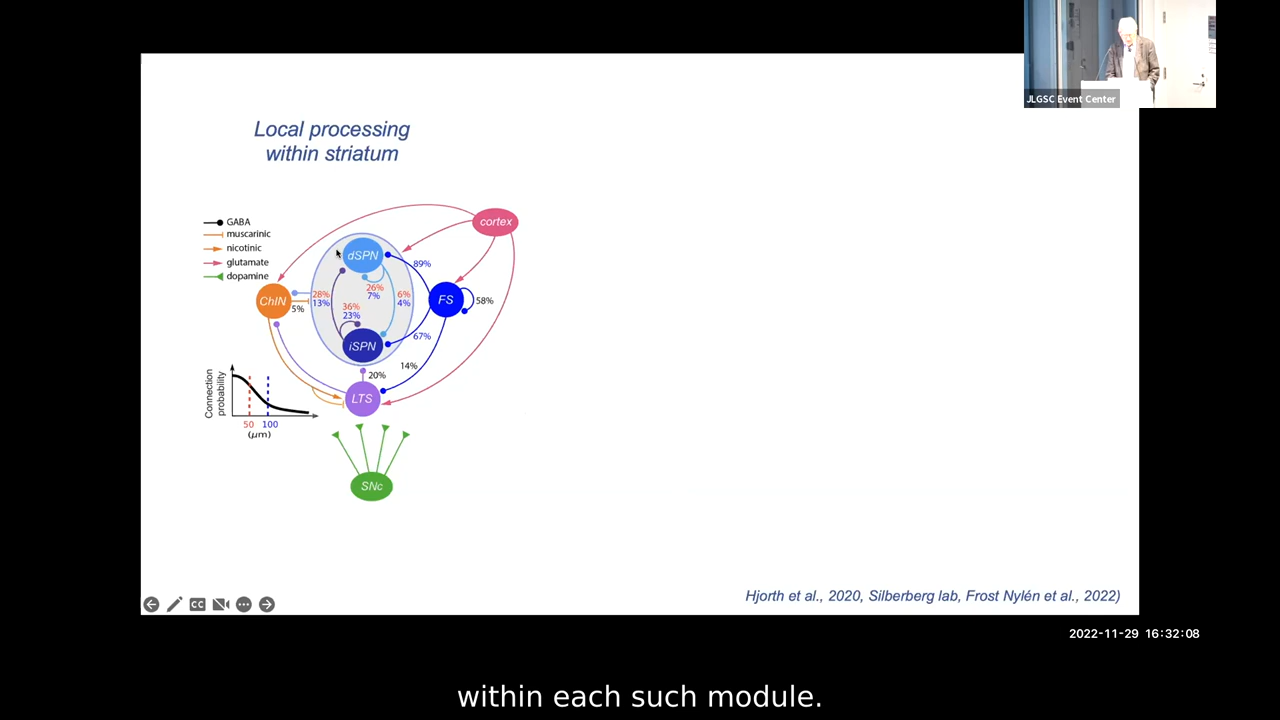 JLGSC Event Center
Local processing
within striatum
GABA
muscarinic
nicotinic
glutamate
dopamine
cortex
dSPN
89%
26%
7%
28%
13%
6%
4%
ChIN
5%
FS
58%
36%
23%
67%
iSPN
14%
20%
LTS
Connection
probability
50 100
(μm)
SNc
Hjorth et al., 2020, Silberberg lab, Frost Nylén et al., 2022)
CC
2022-11-29 16:32:08
within each such module.